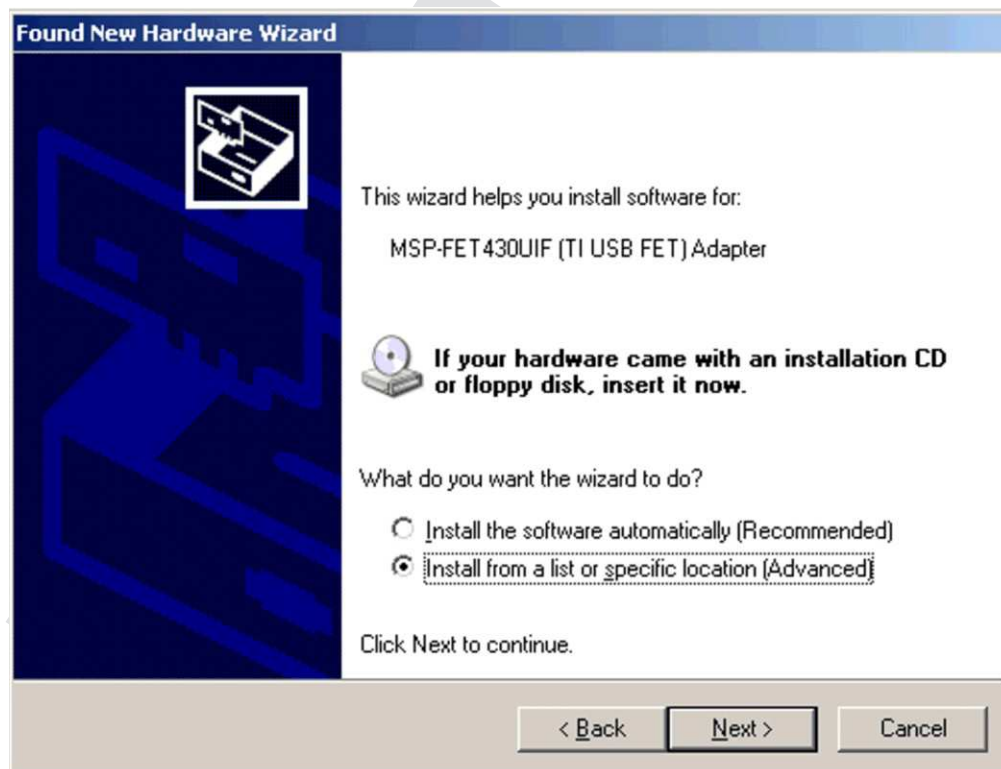 Found New Hardware Wizard
This wizard helps you install software for:
MSP-FET430UIF (TI USB FET) Adapter
If your hardware came with an installation CD
or floppy disk, insert it now.
What do you want the wizard to do?
Install the software automatically (Recommended)
Install from a list or specific location (Advanced)
Click Next to continue.
< Back Next > Cancel